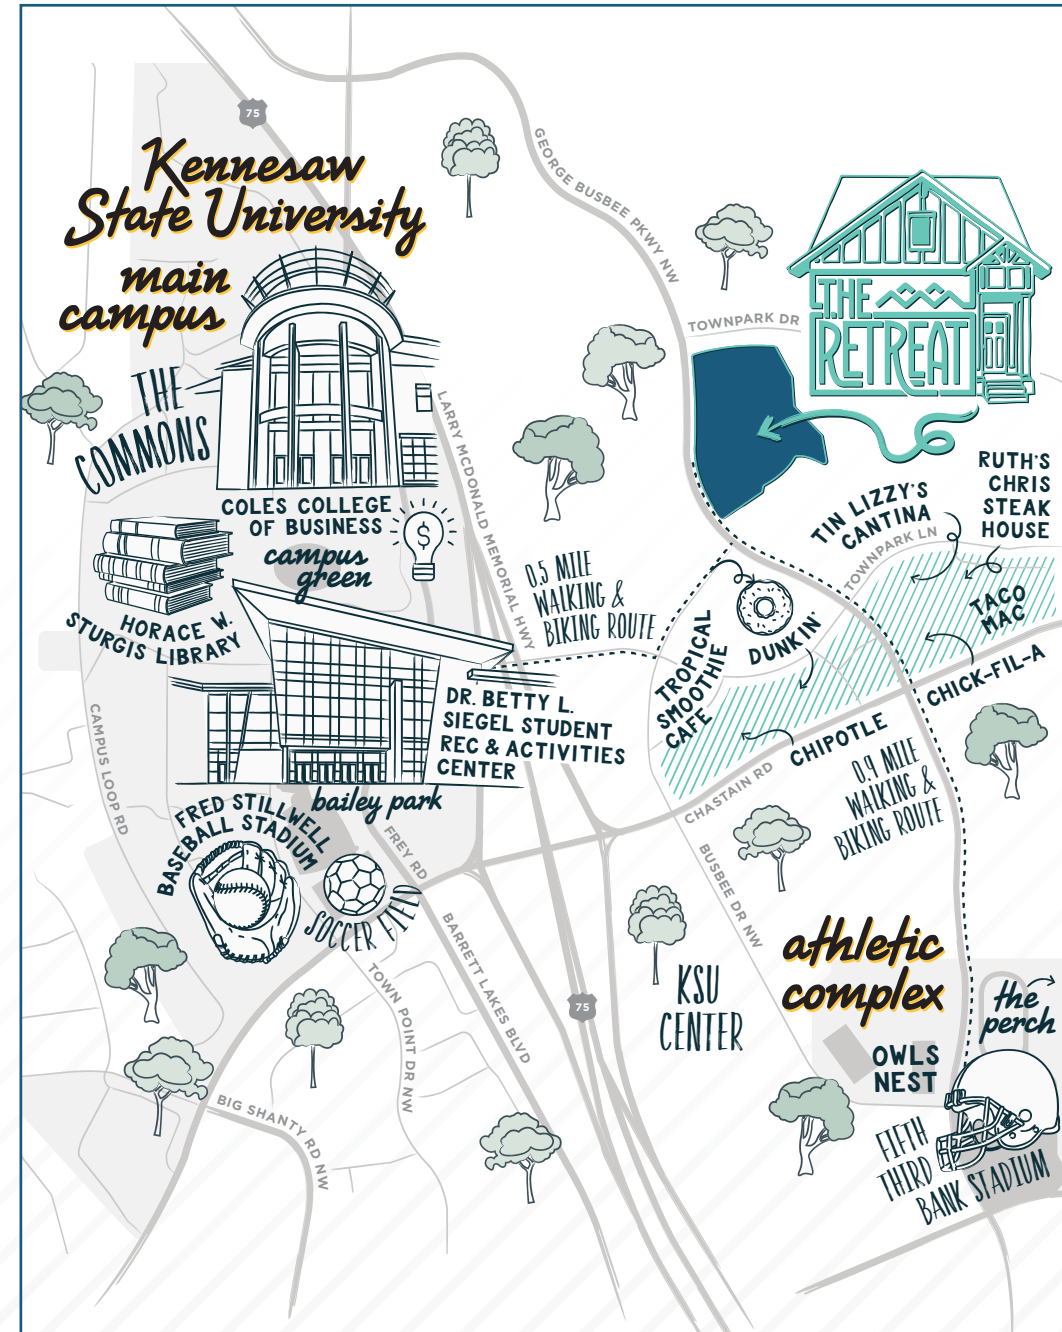 75
Kennesaw
State University
main
campus
GEORGE BUSBEE PKWY NW
TOWNPARK DR
THE
RETREAT
THE
COMMONS
LARRY MCDONALD MEMORIAL HWY
COLES COLLEGE
OF BUSINESS
campus
green
$
HORACE W.
STURGIS LIBRARY
0.5 MILE
WALKING &
BIKING ROUTE
TIN LIZZY'S
CANTINA
TOWNPARK LN
RUTH'S
CHRIS
STEAK
HOUSE
TACO
MAC
TROPICAL
SMOOTHIE
CAFE
DUNKIN'
CHICK-FIL-A
CHIPOTLE
DR. BETTY L.
SIEGEL STUDENT
REC & ACTIVITIES
CENTER
CAMPUS LOOP RD
bailey park
FRED STILLWELL
BASEBALL STADIUM
FREY RD
SOCCER FIELD
CHASTAIN RD
0.9 MILE
WALKING &
BIKING ROUTE
BUSBEE DR NW
BARRETT LAKES BLVD
TOWN POINT DR NW
75
KSU
CENTER
athletic
complex
the
perch
OWLS
NEST
BIG SHANTY RD NW
FIFTH
THIRD
BANK STADIUM